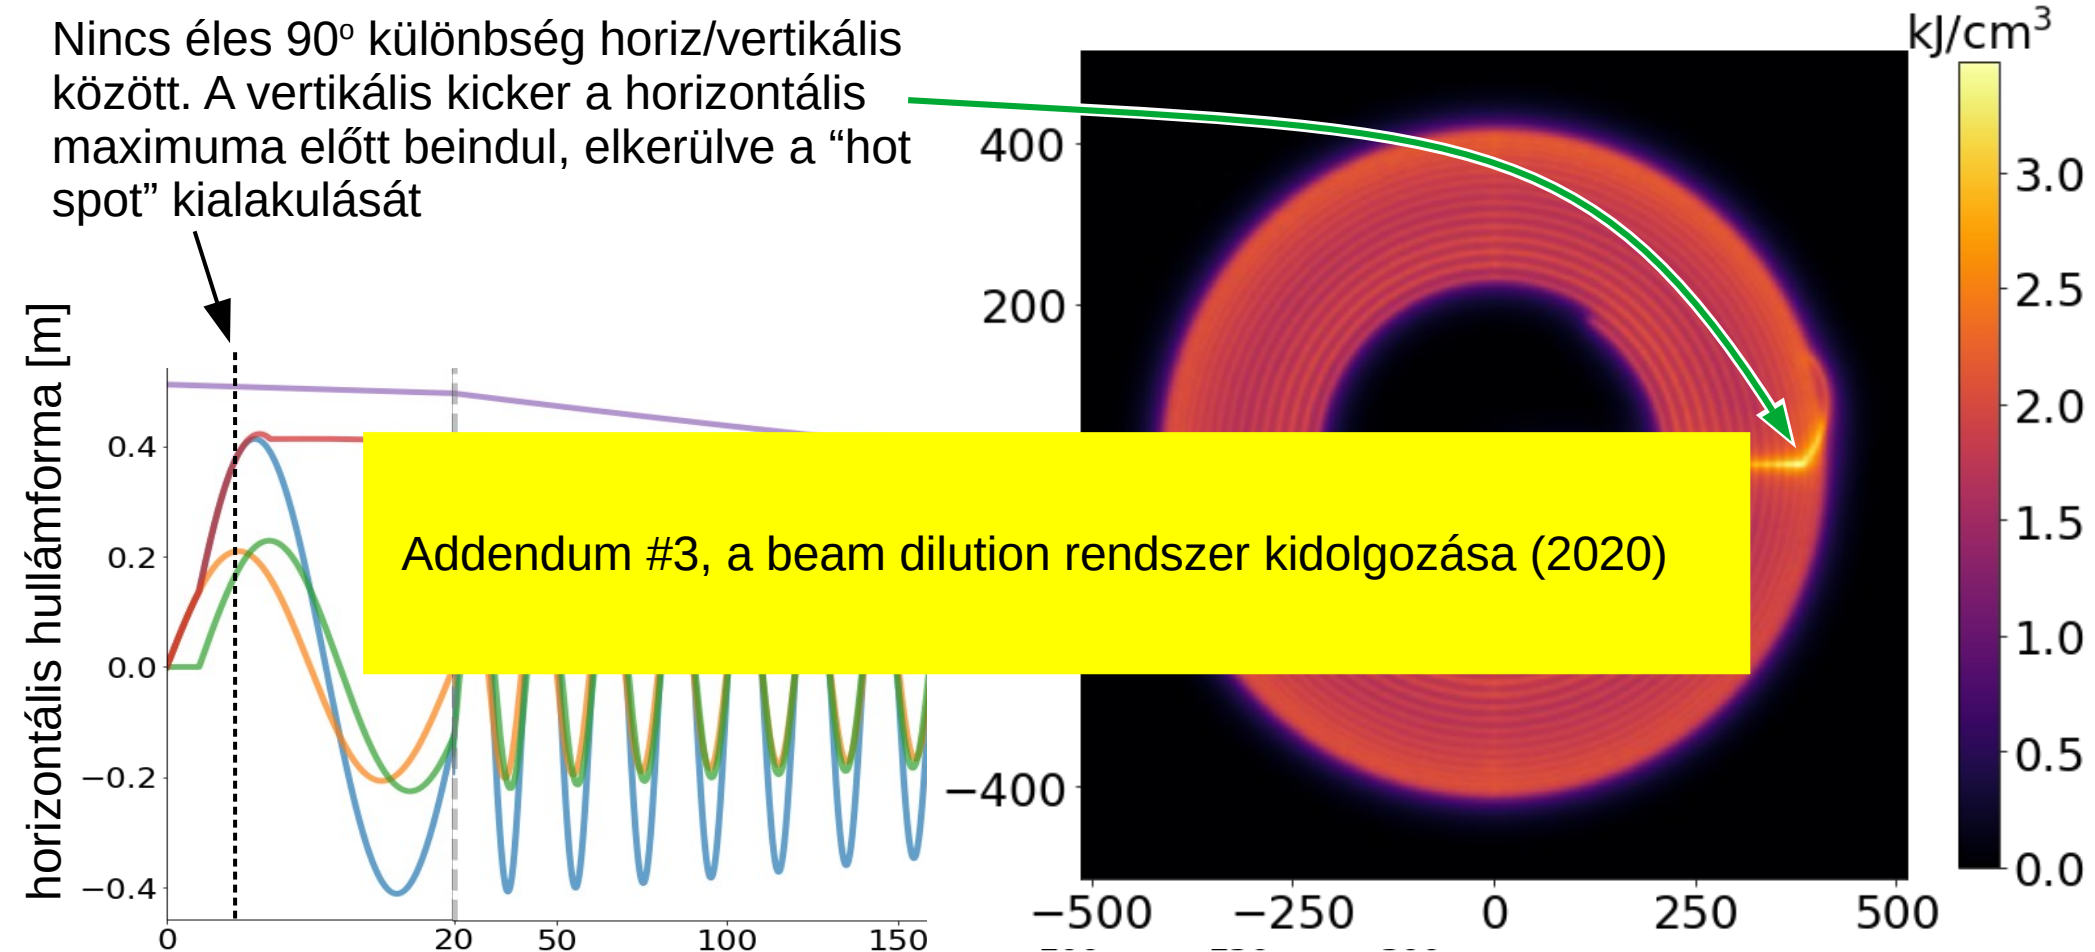 Nincs éles 90º különbség horiz/vertikális
között. A vertikális kicker a horizontális
maximuma előtt beindul, elkerülve a “hot
spot” kialakulását
horizontális hullámforma [m]
0.4
0.2
0.0
−0.2
−0.4
0 20 50 100 150
Addendum #3, a beam dilution rendszer kidolgozása (2020)
400
200
−400
−500 −250 0 250 500
kJ/cm³
3.0
2.5
2.0
1.5
1.0
0.5
0.0